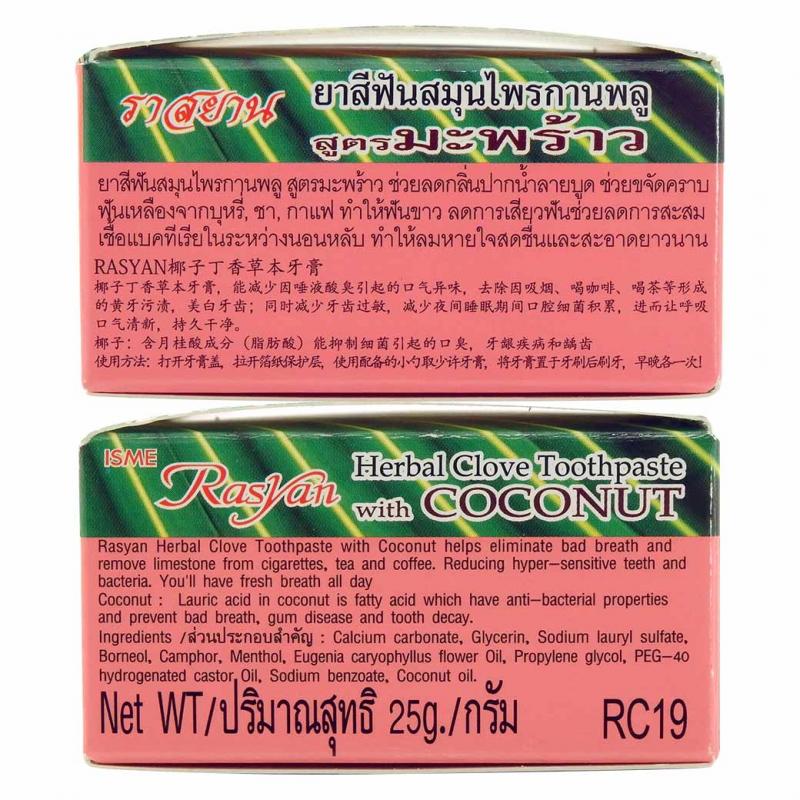 ราสยาน
ยาสีฟันสมุนไพรกานพลู
สูตรมะพร้าว
ยาสีฟันสมุนไพรกานพลู สูตรมะพร้าว ช่วยลดกลิ่นปากน้ำลายบูด ช่วยขจัดคราบ
ฟันเหลืองจากบุหรี่, ชา, กาแฟ ทำให้ฟันขาว ลดการเสียวฟันช่วยลดการสะสม
เชื้อแบคทีเรียในระหว่างนอนหลับ ทำให้ลมหายใจสดชื่นและสะอาดยาวนาน
RASYAN椰子丁香草本牙膏
椰子丁香草本牙膏，能减少因唾液酸臭引起的口气异味，去除因吸烟、喝咖啡、喝茶等形成
的黄牙污渍，美白牙齿；同时减少牙齿过敏，减少夜间睡眠期间口腔细菌积累，进而让呼吸
口气清新，持久干净。
椰子：含月桂酸成分（脂肪酸）能抑制细菌引起的口臭，牙龈疾病和龋齿
使用方法：打开牙膏盖，拉开箔纸保护层，使用配备的小勺取少许牙膏，将牙膏置于牙刷后刷牙，早晚各一次！
ISME
Rasyan
Herbal Clove Toothpaste
with COCONUT
Rasyan Herbal Clove Toothpaste with Coconut helps eliminate bad breath and
remove limestone from cigarettes, tea and coffee. Reducing hyper-sensitive teeth and
bacteria. You'll have fresh breath all day
Coconut : Lauric acid in coconut is fatty acid which have anti-bacterial properties
and prevent bad breath, gum disease and tooth decay.
Ingredients /ส่วนประกอบสำคัญ : Calcium carbonate, Glycerin, Sodium lauryl sulfate,
Borneol, Camphor, Menthol, Eugenia caryophyllus flower Oil, Propylene glycol, PEG-40
hydrogenated castor Oil, Sodium benzoate, Coconut oil.
Net WT/ปริมาณสุทธิ 25g./กรัม RC19